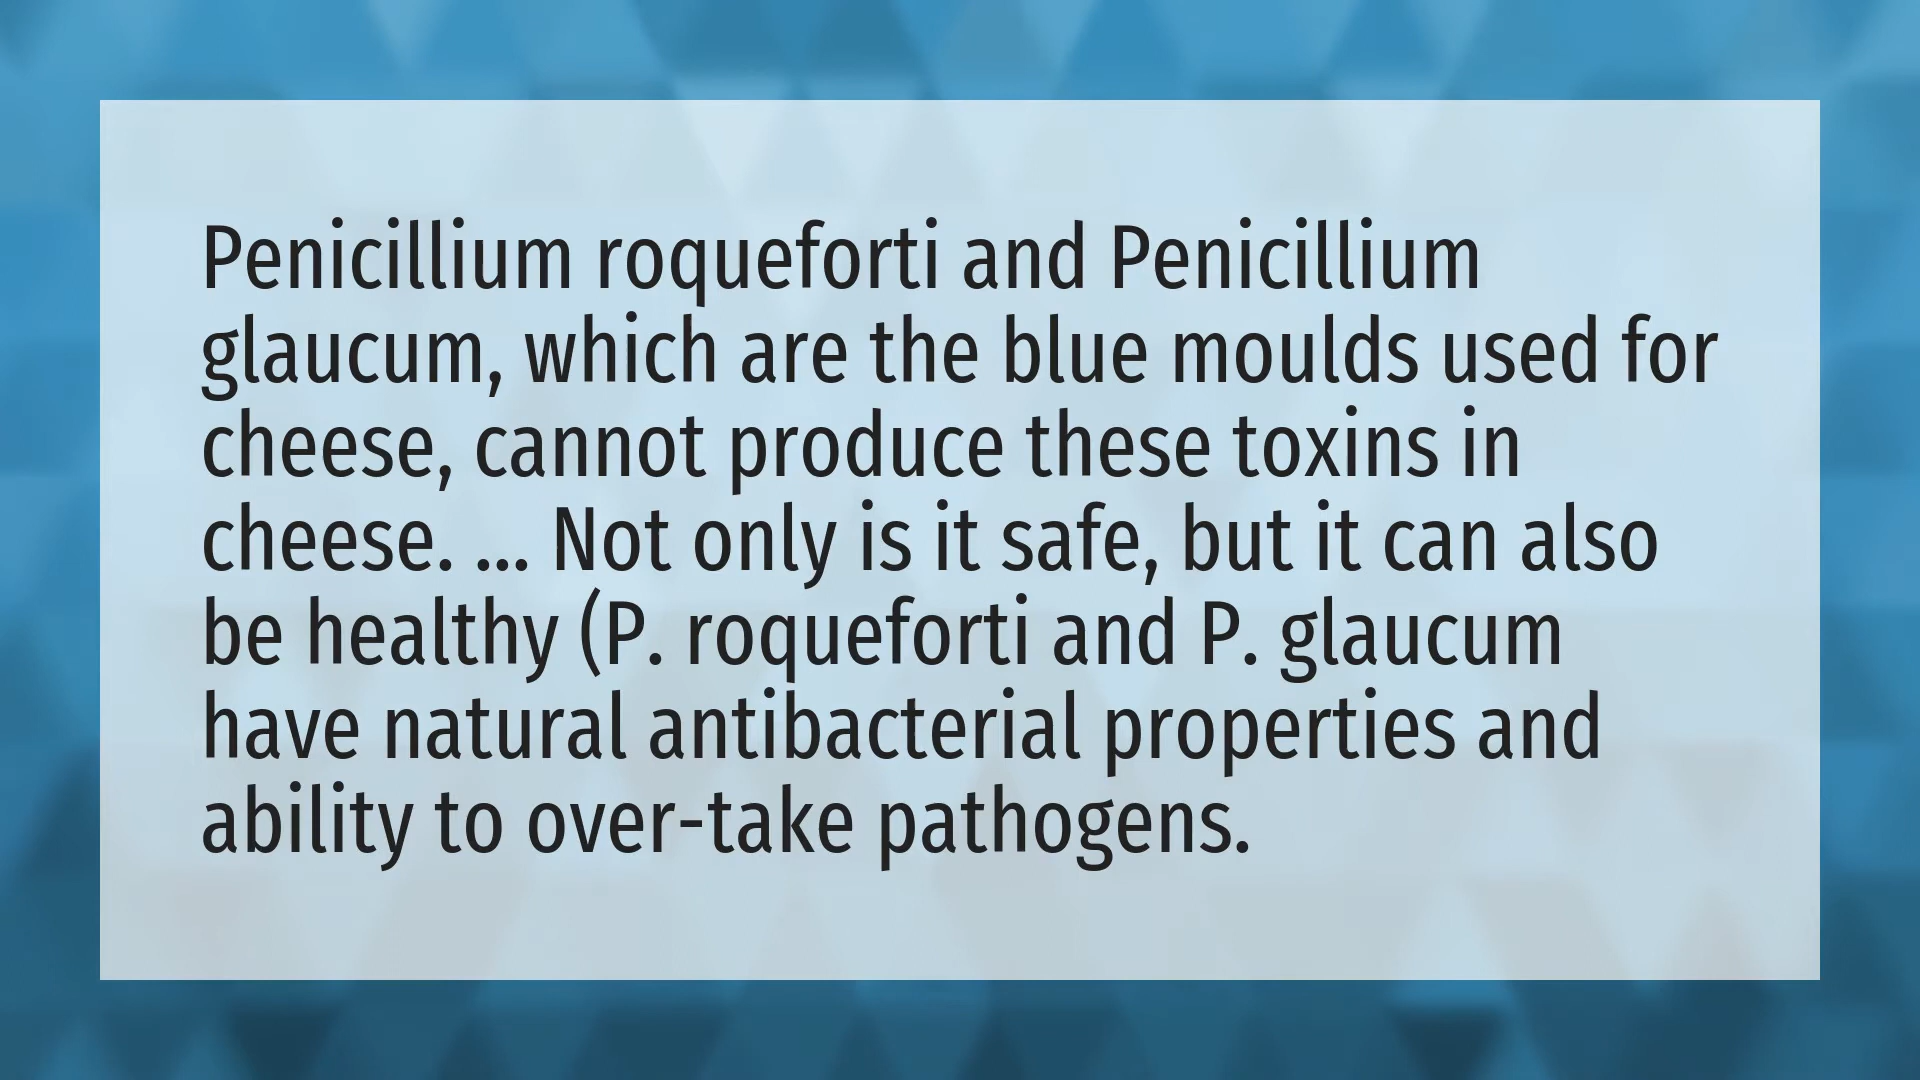 Penicillium roqueforti and Penicillium
glaucum, which are the blue moulds used for
cheese, cannot produce these toxins in
cheese. ... Not only is it safe, but it can also
be healthy (P. roqueforti and P. glaucum
have natural antibacterial properties and
ability to over-take pathogens.